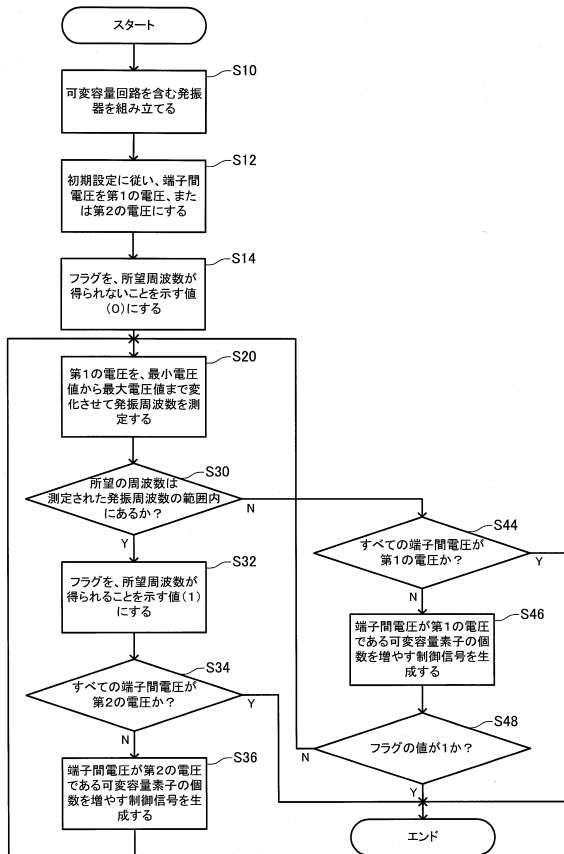 スタート
S10
可変容量回路を含む発振
器を組み立てる
S12
初期設定に従い、端子間
電圧を第1の電圧、また
は第2の電圧にする
S14
フラグを、所望周波数が
得られないことを示す値
(0)にする
S20
第1の電圧を、最小電圧
値から最大電圧値まで変
化させて発振周波数を測
定する
S30
所望の周波数は
測定された発振周波数の範囲内
にあるか？
N
Y
S32
フラグを、所望周波数が
得られることを示す値(1)
にする
S34
すべての端子間電圧が
第2の電圧か？
Y
N
S36
端子間電圧が第2の電圧
である可変容量素子の個
数を増やす制御信号を生
成する
S44
すべての端子間電圧が
第1の電圧か？
Y
N
S46
端子間電圧が第1の電圧
である可変容量素子の個
数を増やす制御信号を生
成する
S48
フラグの値が1か？
N
Y
エンド